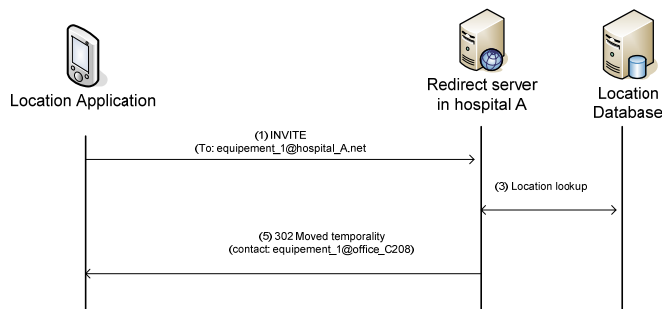 Location Application
Redirect server
in hospital A
Location
Database
(1) INVITE
(To: equipement_1@hospital_A.net
(3) Location lookup
(5) 302 Moved temporality
(contact: equipement_1@office_C208)